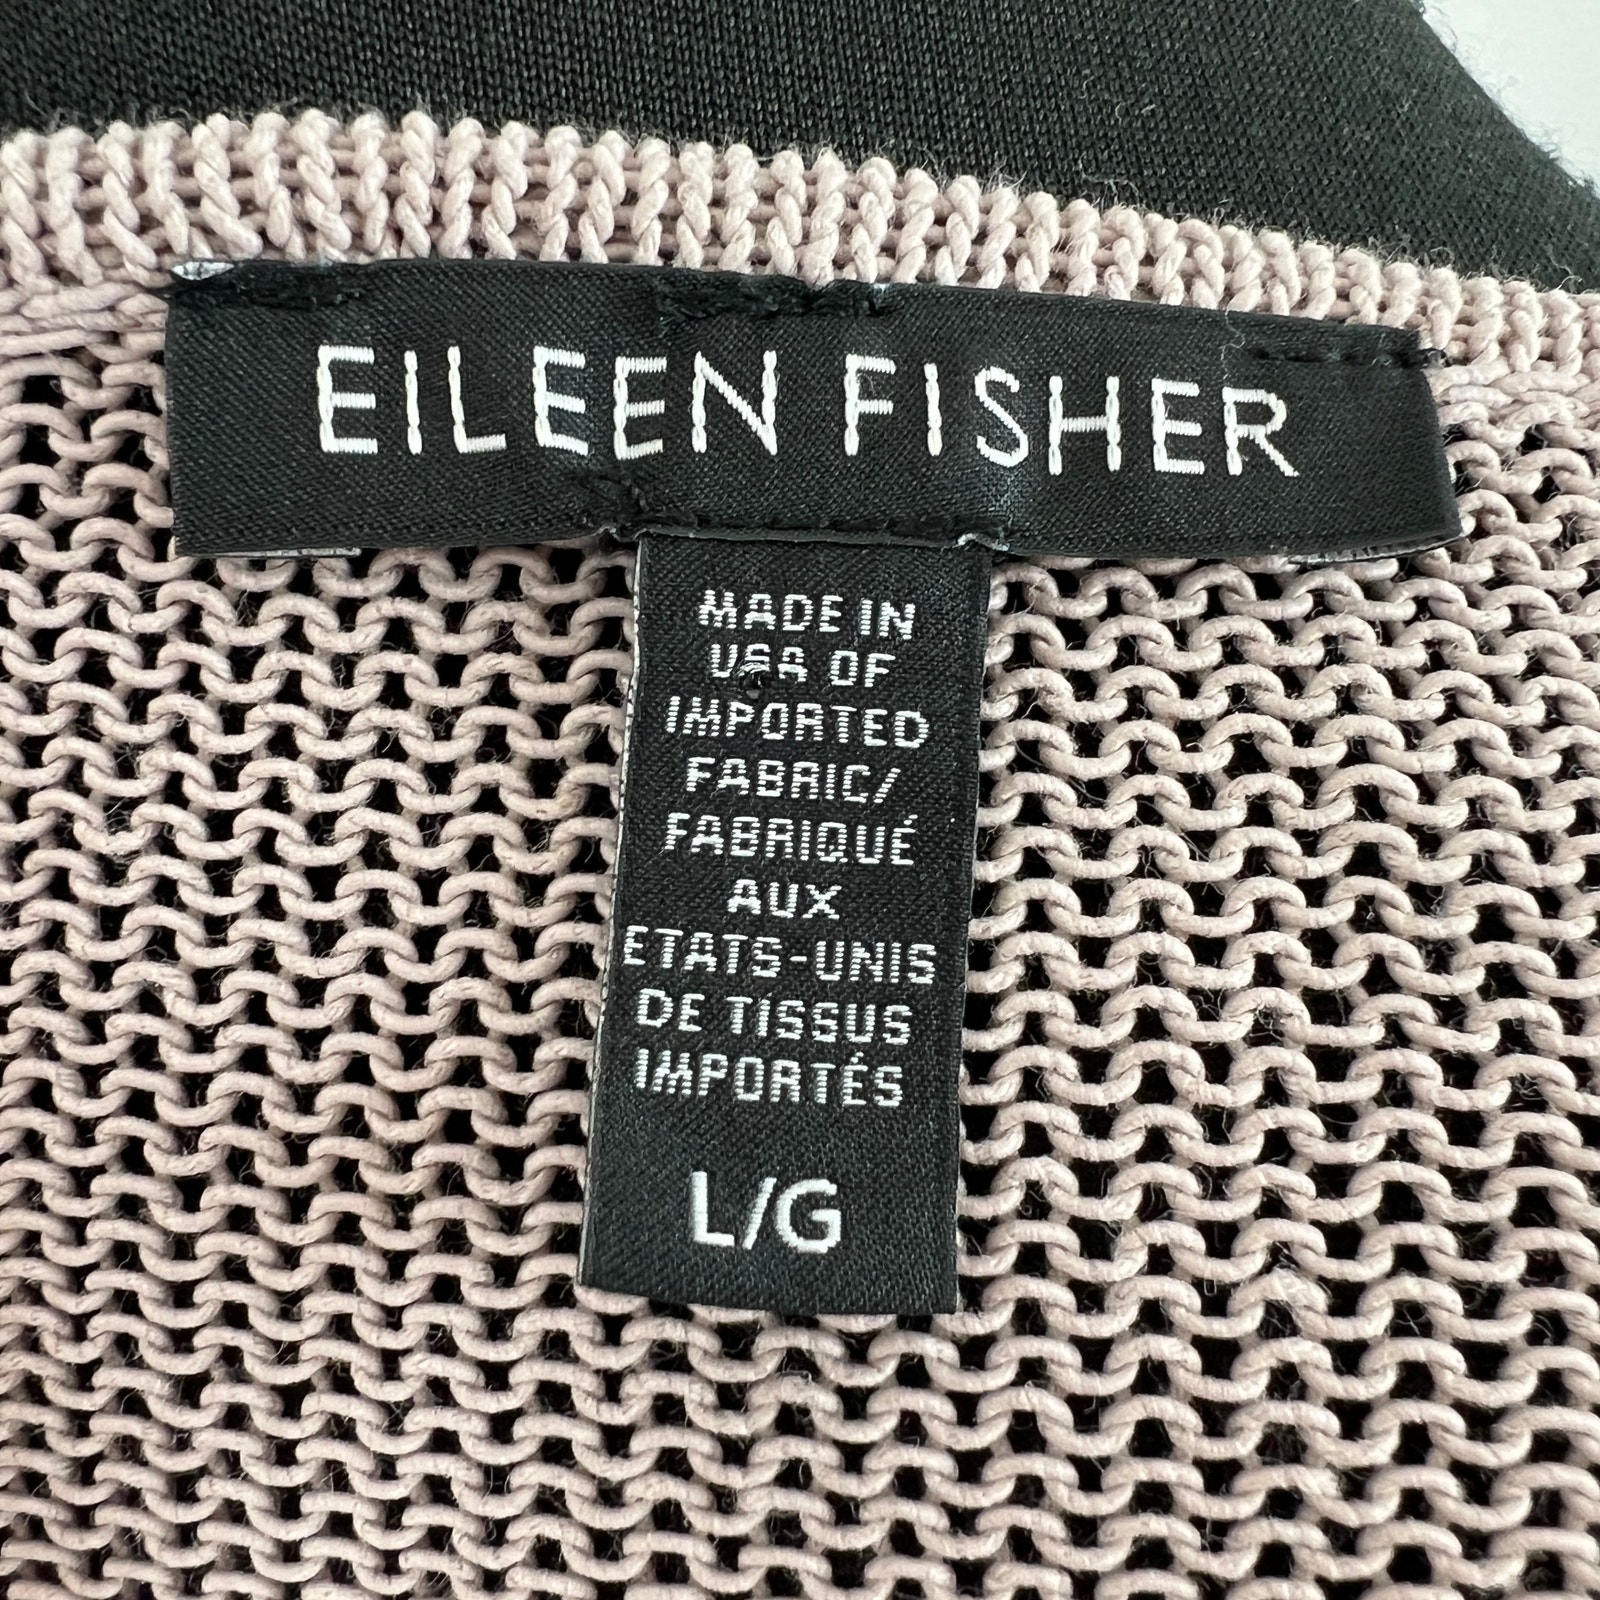 EILEEN FISHER
MADE IN
USA OF
IMPORTED
FABRIC/
FABRIQUÉ
AUX
ETATS-UNIS
DE TISSUS
IMPORTÉS
L/G